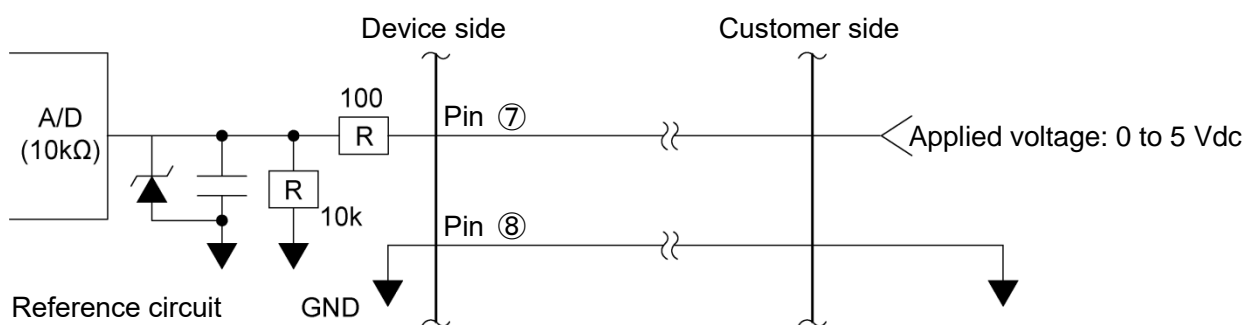 Device side
Customer side
A/D
(10kΩ)
100
R
Pin ⑦
Applied voltage: 0 to 5 Vdc
R
10k
Pin ⑧
Reference circuit
GND